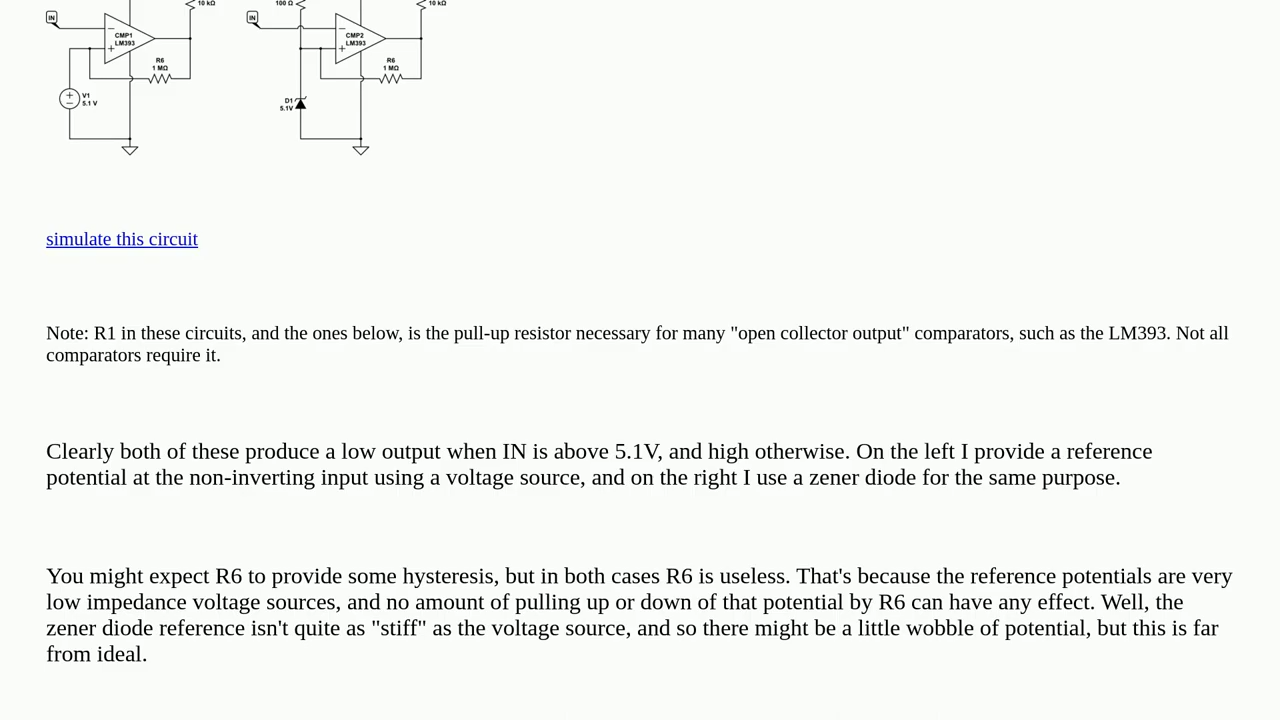 IN
10 kΩ
CMP1
LM393
R6
1 MΩ
V1
5.1 V
100 Ω
IN
10 kΩ
CMP2
LM393
R6
1 MΩ
D1
5.1V
simulate this circuit
Note: R1 in these circuits, and the ones below, is the pull-up resistor necessary for many "open collector output" comparators, such as the LM393. Not all
comparators require it.
Clearly both of these produce a low output when IN is above 5.1V, and high otherwise. On the left I provide a reference
potential at the non-inverting input using a voltage source, and on the right I use a zener diode for the same purpose.
You might expect R6 to provide some hysteresis, but in both cases R6 is useless. That's because the reference potentials are very
low impedance voltage sources, and no amount of pulling up or down of that potential by R6 can have any effect. Well, the
zener diode reference isn't quite as "stiff" as the voltage source, and so there might be a little wobble of potential, but this is far
from ideal.